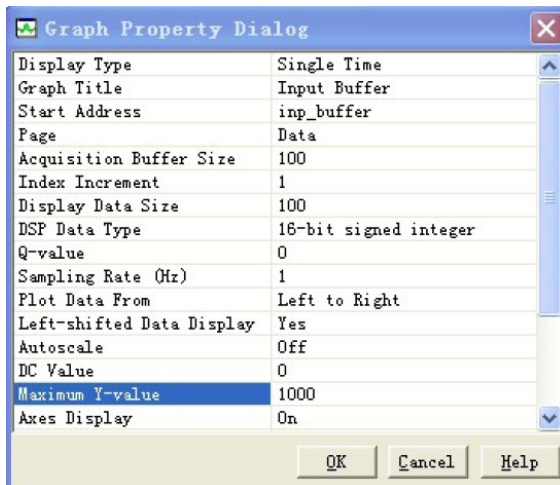 Graph Property Dialog
Display Type Single Time
Graph Title Input Buffer
Start Address inp_buffer
Page Data
Acquisition Buffer Size 100
Index Increment 1
Display Data Size 100
DSP Data Type 16-bit signed integer
Q-value 0
Sampling Rate (Hz) 1
Plot Data From Left to Right
Left-shifted Data Display Yes
Autoscale Off
DC Value 0
Maximum Y-value 1000
Axes Display On
OK Cancel Help